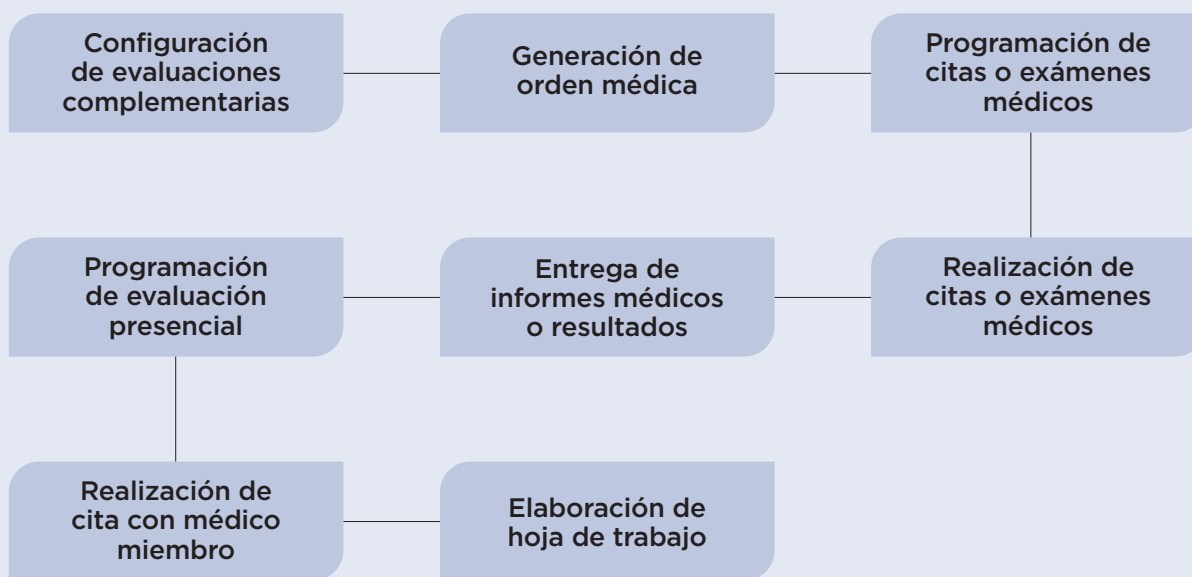 Configuración
de evaluaciones
complementarias
Generación de
orden médica
Programación de
citas o exámenes
médicos
Programación
de evaluación
presencial
Entrega de
informes médicos
o resultados
Realización de
citas o exámenes
médicos
Realización de
cita con médico
miembro
Elaboración de
hoja de trabajo